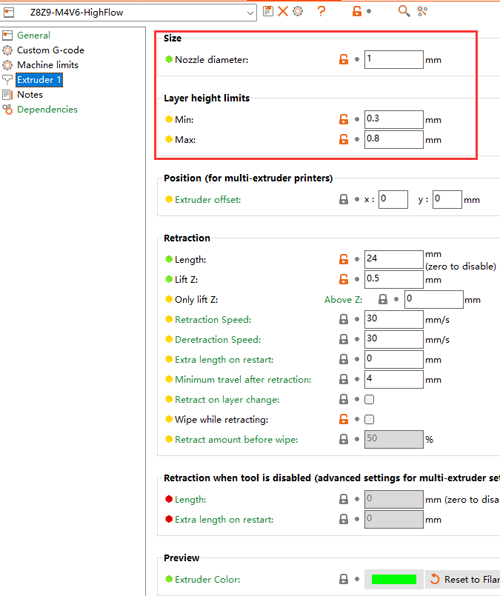 Z8Z9-M4V6-HighFlow
General
Custom G-code
Machine limits
Extruder 1
Notes
Dependencies
Size
Nozzle diameter: 1 mm
Layer height limits
Min: 0.3 mm
Max: 0.8 mm
Position (for multi-extruder printers)
Extruder offset: x : 0 y : 0 mm
Retraction
Length: 24 mm (zero to disable)
Lift Z: 0.5 mm
Only lift Z: Above Z: 0 mm
Retraction Speed: 30 mm/s
Deretraction Speed: 30 mm/s
Extra length on restart: 0 mm
Minimum travel after retraction: 4 mm
Retract on layer change:
Wipe while retracting:
Retract amount before wipe: 50 %
Retraction when tool is disabled (advanced settings for multi-extruder set
Length: 0 mm (zero to disa
Extra length on restart: 0 mm
Preview
Extruder Color: Reset to Filar